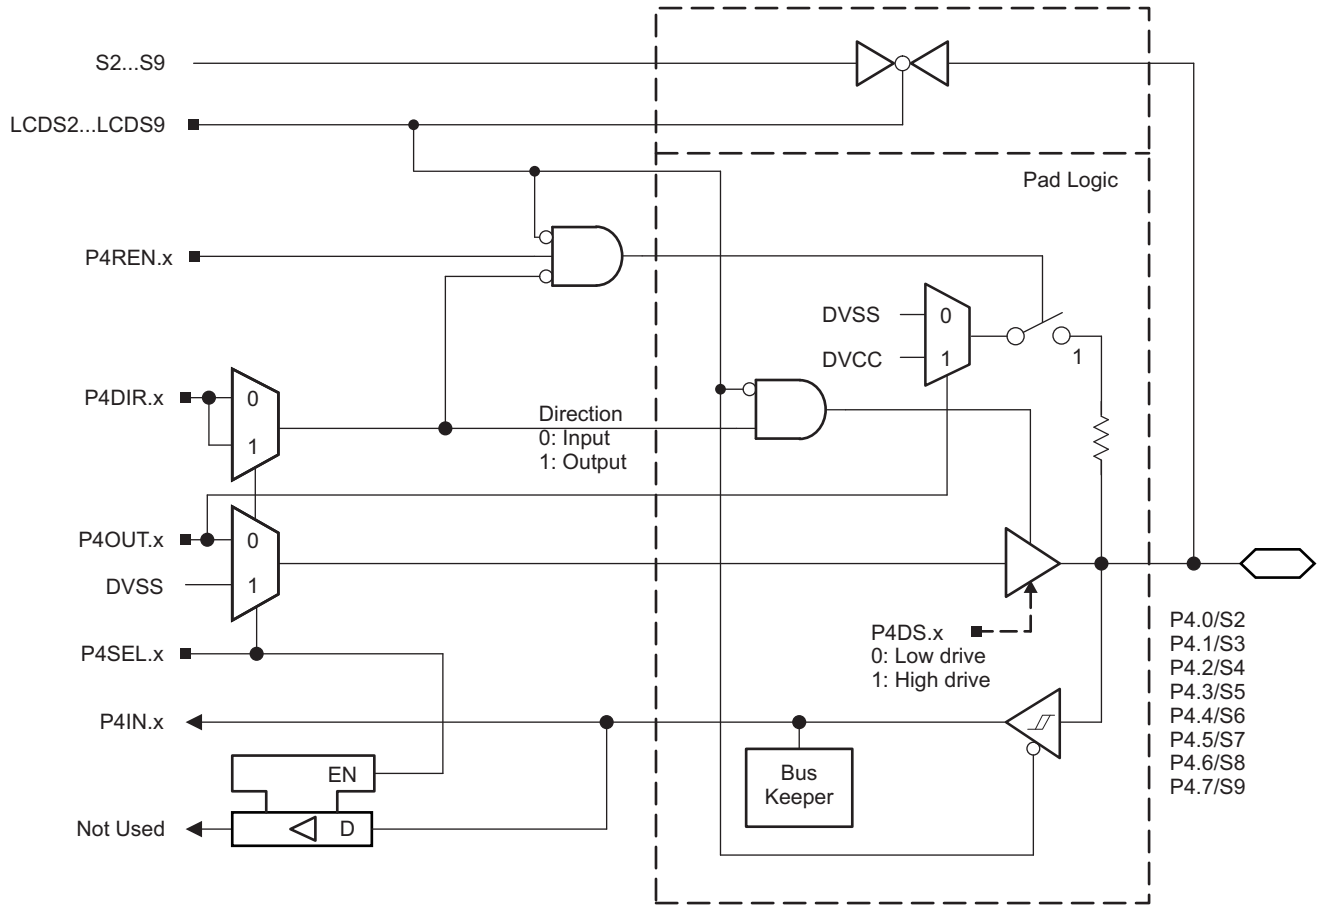 S2...S9
LCDS2...LCDS9
Pad Logic
P4REN.x
DVSS
0
DVCC
1
1
P4DIR.x
0
1
Direction
0: Input
1: Output
P4OUT.x
0
DVSS
1
P4SEL.x
P4DS.x
0: Low drive
1: High drive
P4.0/S2
P4.1/S3
P4.2/S4
P4.3/S5
P4.4/S6
P4.5/S7
P4.6/S8
P4.7/S9
P4IN.x
Bus
Keeper
EN
Not Used
D